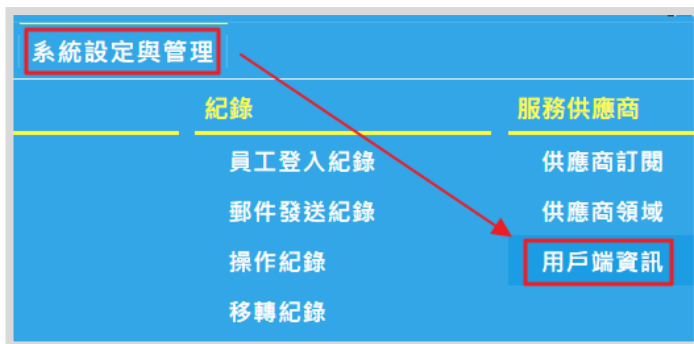 系統設定與管理
紀錄
員工登入紀錄
郵件發送紀錄
操作紀錄
移轉紀錄
服務供應商
供應商訂閱
供應商領域
用戶端資訊